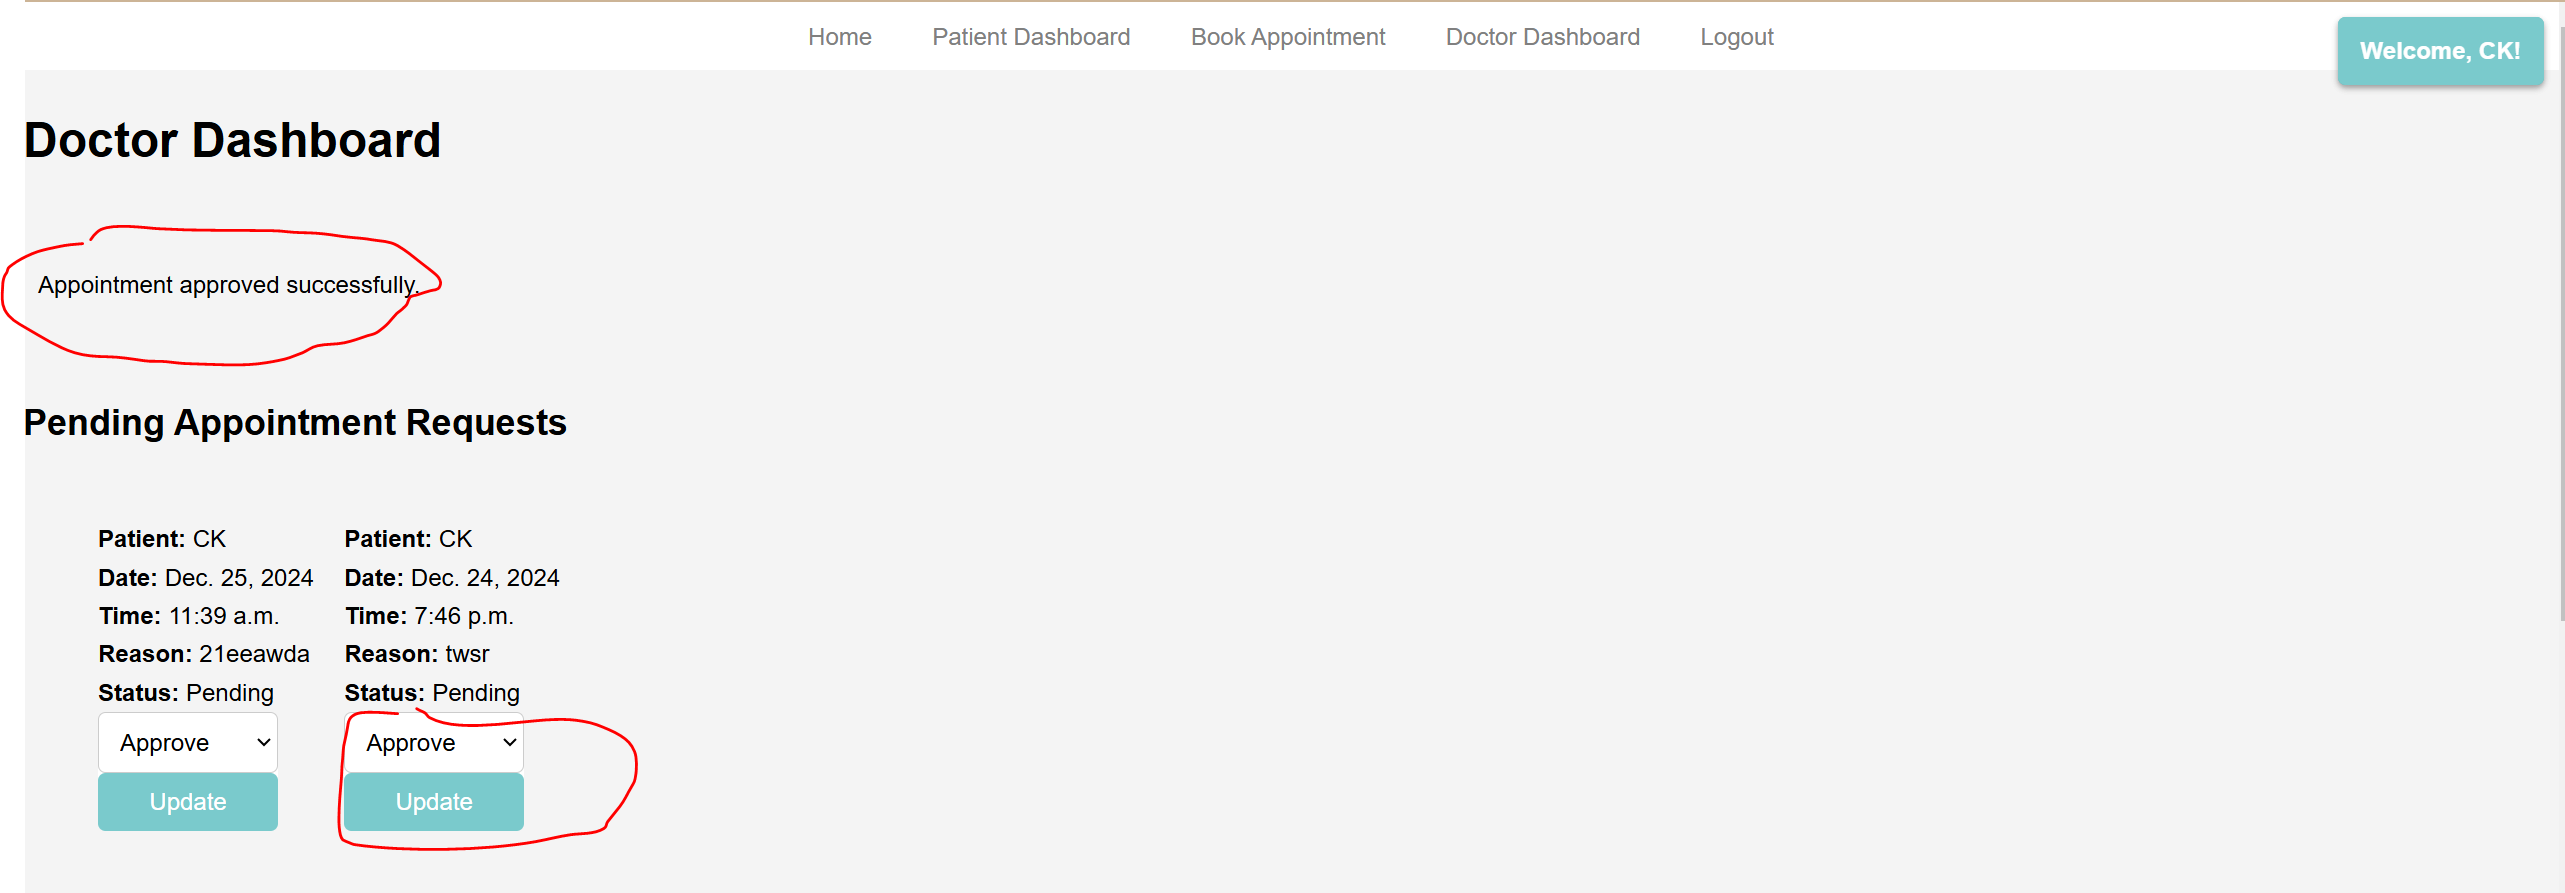 Home Patient Dashboard Book Appointment Doctor Dashboard Logout
Welcome, CK!
Doctor Dashboard
Appointment approved successfully.
Pending Appointment Requests
Patient: CK
Date: Dec. 25, 2024
Time: 11:39 a.m.
Reason: 21eeawda
Status: Pending
Approve
Update
Patient: CK
Date: Dec. 24, 2024
Time: 7:46 p.m.
Reason: twsr
Status: Pending
Approve
Update